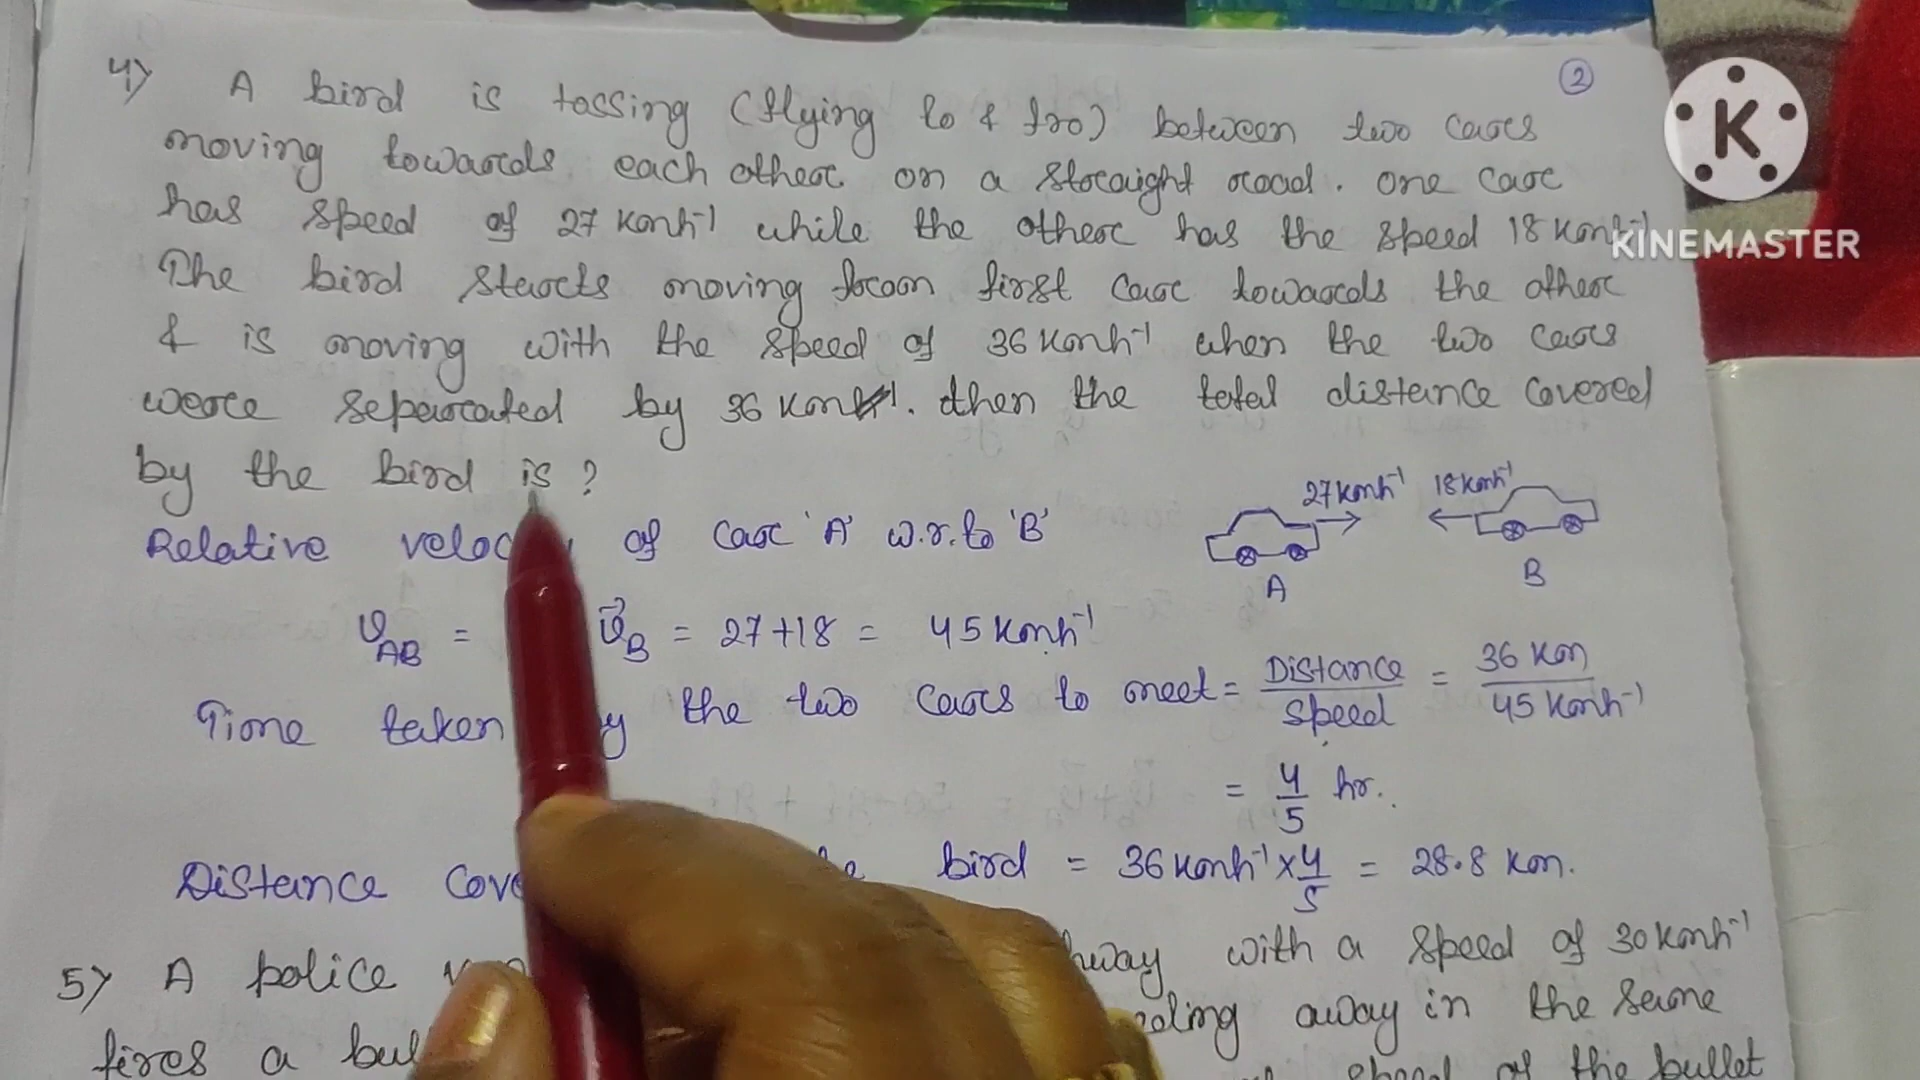 2
4) A bird is tossing (flying to & fro) between two cars
moving towards each other on a straight road. One car
has speed of 27 Kmh⁻¹ while the other has the speed 18 Kmh⁻¹
The bird starts moving from first car towards the other
& is moving with the speed of 36 Kmh⁻¹ when the two cars
were separated by 36 Km. then the total distance covered
by the bird is?
Relative of car 'A' w.r.to 'B'
27 Kmh⁻¹ 18 Kmh⁻¹
A B
V_AB = V⃗_B = 27+18 = 45 Kmh⁻¹
Time taken the two cars to meet = Distance/Speed = 36 Km/45 Kmh⁻¹
= 4/5 hr.
Distance bird = 36 Kmh⁻¹ × 4/5 = 28.8 Km.
5) A police with a speed of 30 Kmh⁻¹
fires a away in the same
speed of the bullet
K
KINEMASTER